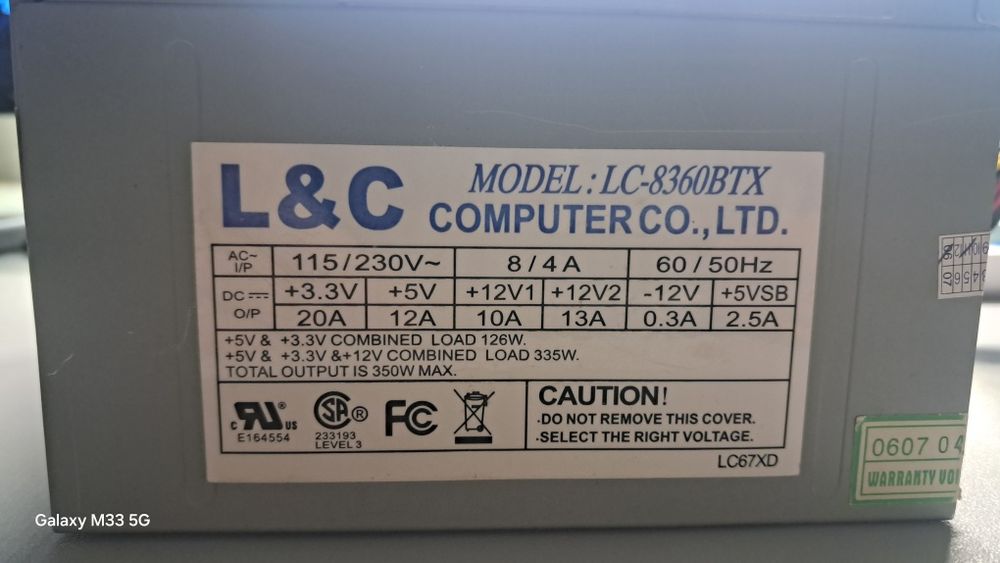 L&C
MODEL: LC-8360BTX
COMPUTER CO., LTD.
AC~ I/P 115/230V~ 8/4A 60/50Hz
DC O/P +3.3V +5V +12V1 +12V2 -12V +5VSB
20A 12A 10A 13A 0.3A 2.5A
+5V & +3.3V COMBINED LOAD 126W.
+5V & +3.3V &+12V COMBINED LOAD 335W.
TOTAL OUTPUT IS 350W MAX.
c RU ® US
E164554
SA ®
233193
LEVEL 3
FC
CAUTION!
·DO NOT REMOVE THIS COVER.
·SELECT THE RIGHT VOLTAGE.
LC67XD
0607 04
WARRANTY VOI
Galaxy M33 5G